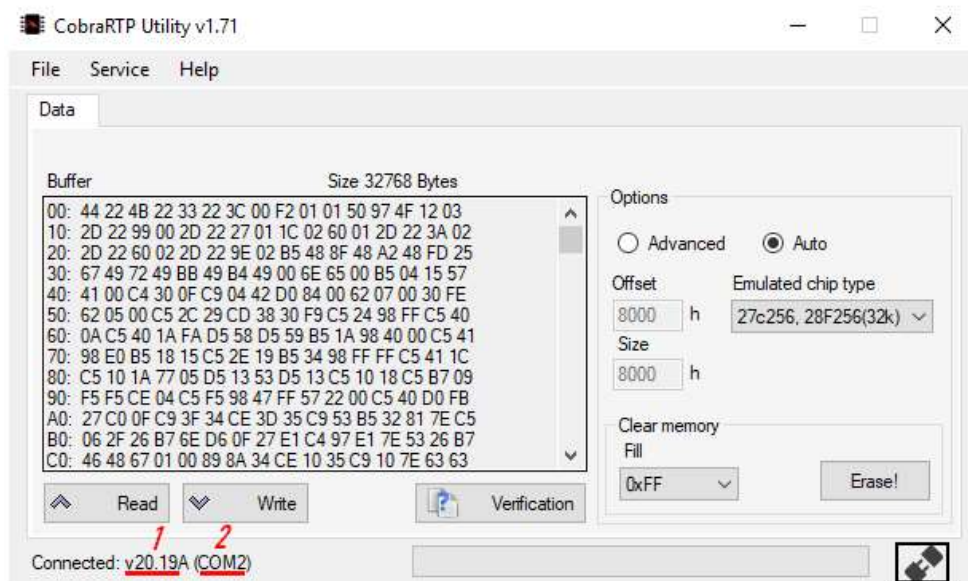 CobraRTP Utility v1.71
File Service Help
Data
Buffer Size 32768 Bytes
00: 44 22 4B 22 33 22 3C 00 F2 01 01 50 97 4F 12 03
10: 2D 22 99 00 2D 22 27 01 1C 02 60 01 2D 22 3A 02
20: 2D 22 60 02 2D 22 9E 02 B5 48 8F 48 A2 48 FD 25
30: 67 49 72 49 BB 49 B4 49 00 6E 65 00 B5 04 15 57
40: 41 00 C4 30 0F C9 04 42 D0 84 00 62 07 00 30 FE
50: 62 05 00 C5 2C 29 CD 38 30 F9 C5 24 98 FF C5 40
60: 0A C5 40 1A FA D5 58 D5 59 B5 1A 98 40 00 C5 41
70: 98 E0 B5 18 15 C5 2E 19 B5 34 98 FF FF C5 41 1C
80: C5 10 1A 77 05 D5 13 53 D5 13 C5 10 18 C5 B7 09
90: F5 F5 CE 04 C5 F5 98 47 FF 57 22 00 C5 40 D0 FB
A0: 27 C0 0F C9 3F 34 CE 3D 35 C9 53 B5 32 81 7E C5
B0: 06 2F 26 B7 6E D6 0F 27 E1 C4 97 E1 7E 53 26 B7
C0: 46 48 67 01 00 89 8A 34 CE 10 35 C9 10 7E 63 63
Read Write Verification
Options
Advanced Auto
Offset Emulated chip type
8000 h 27c256, 28F256(32k)
Size
8000 h
Clear memory
Fill
0xFF Erase!
1 2
Connected: v20.19A (COM2)